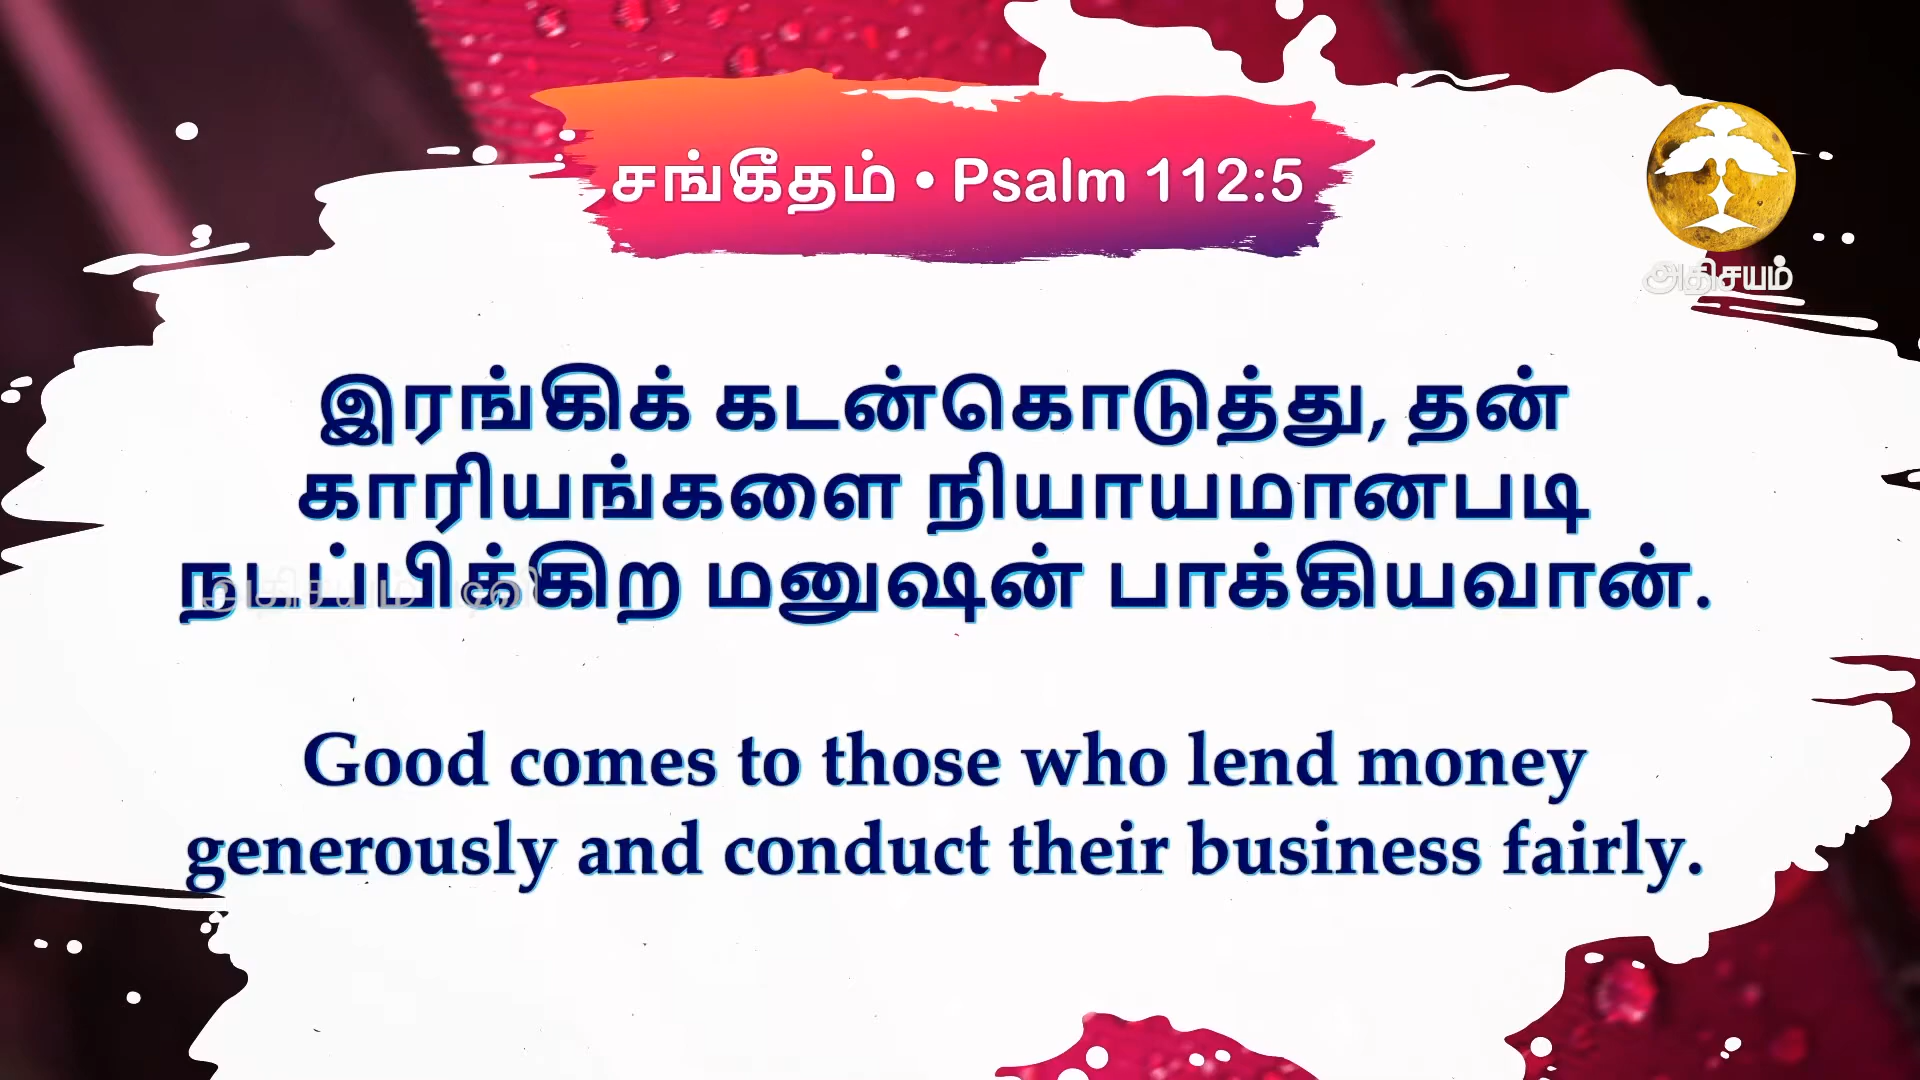 சங்கீதம் • Psalm 112:5
அதிசயம்
இரங்கிக் கடன்கொடுத்து, தன்
காரியங்களை நியாயமானபடி
நடப்பிக்கிற மனுஷன் பாக்கியவான்.
Good comes to those who lend money
generously and conduct their business fairly.